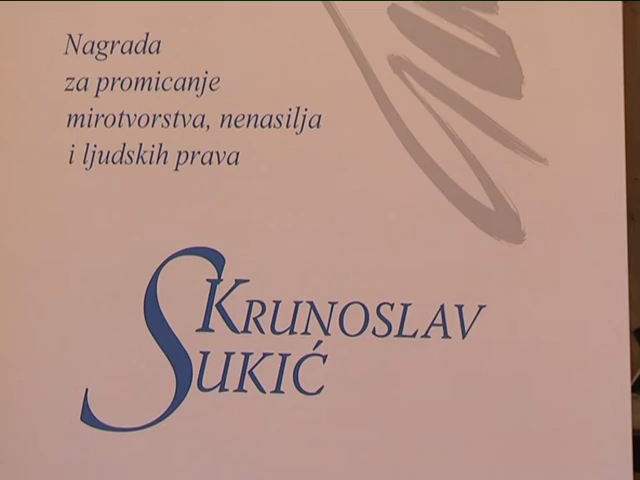 Nagrada
za promicanje
mirotvorstva, nenasilja
i ljudskih prava
KRUNOSLAV
SUKIĆ